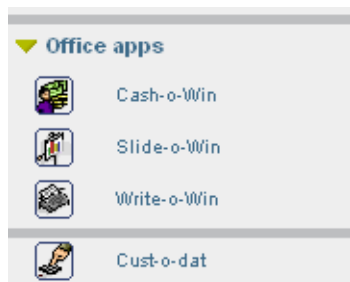 Office apps
Cash-o-Win
Slide-o-Win
Write-o-Win
Cust-o-dat